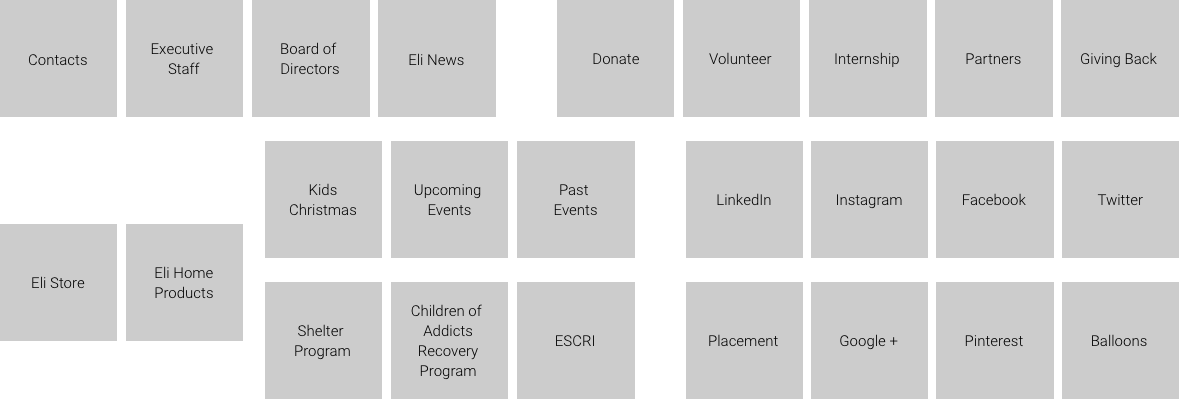 Contacts
Executive
Staff
Board of
Directors
Eli News
Donate
Volunteer
Internship
Partners
Giving Back
Kids
Christmas
Upcoming
Events
Past
Events
LinkedIn
Instagram
Facebook
Twitter
Eli Store
Eli Home
Products
Shelter
Program
Children of
Addicts
Recovery
Program
ESCRI
Placement
Google +
Pinterest
Balloons